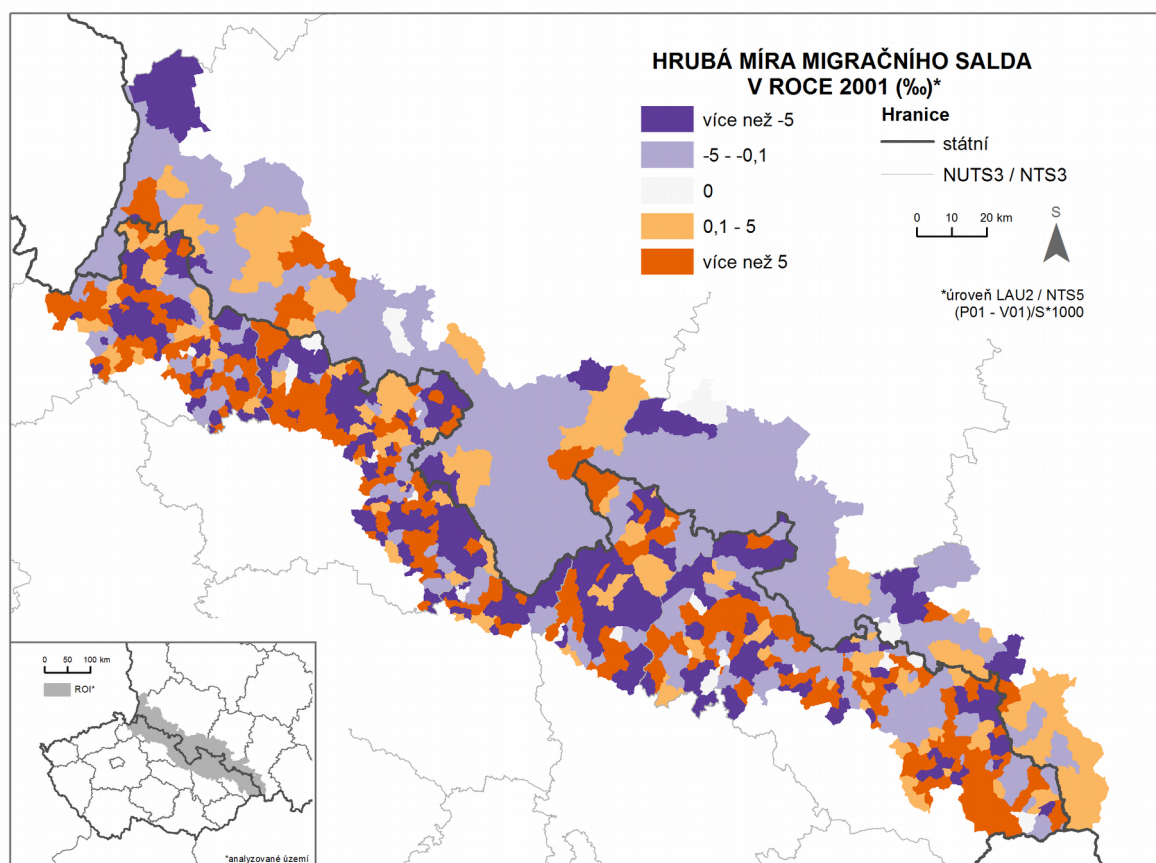 HRUBÁ MÍRA MIGRAČNÍHO SALDA
V ROCE 2001 (‰)*
více než -5
-5 - -0,1
0
0,1 - 5
více než 5
Hranice
státní
NUTS3 / NTS3
0 10 20 km
S
*úroveň LAU2 / NTS5
(P01 - V01)/S*1000
0 50 100 km
ROI*
*analyzované území